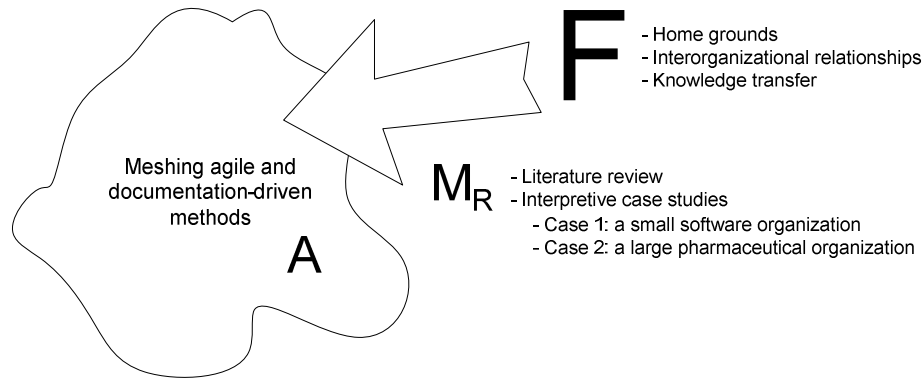 F
- Home grounds
- Interorganizational relationships
- Knowledge transfer
Meshing agile and
documentation-driven
methods
A
MR
- Literature review
- Interpretive case studies
- Case 1: a small software organization
- Case 2: a large pharmaceutical organization